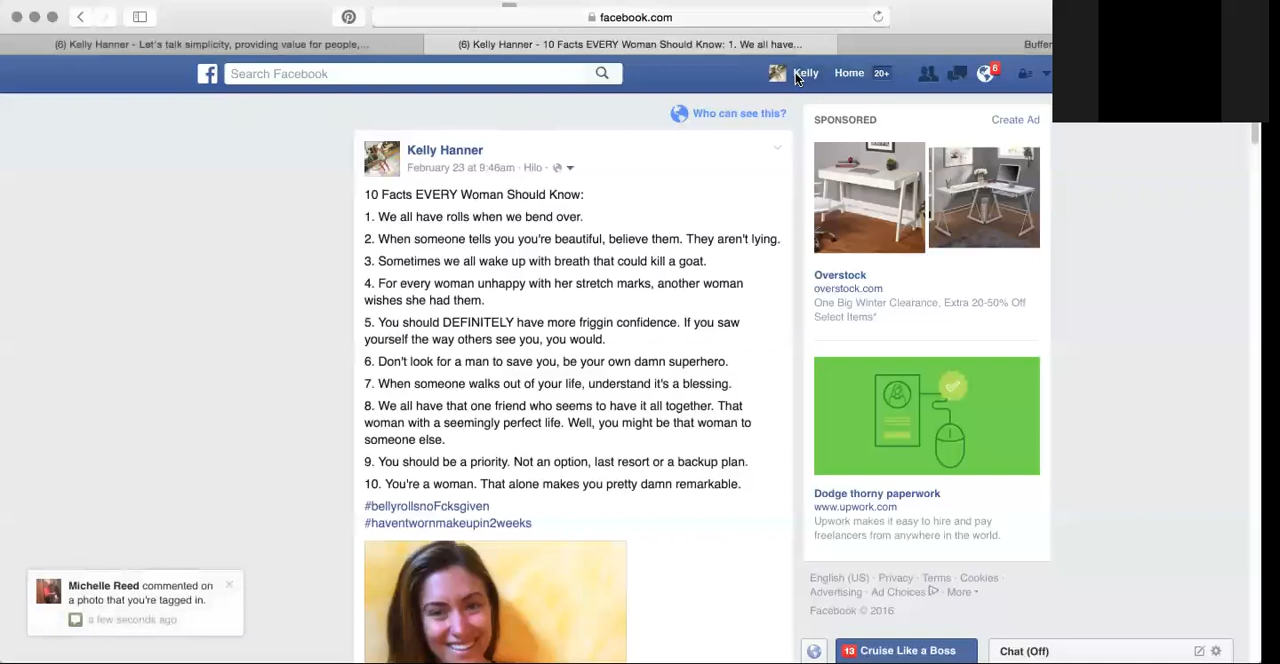 facebook.com
(6) Kelly Hanner - Let's talk simplicity, providing value for people,...
(6) Kelly Hanner - 10 Facts EVERY Woman Should Know: 1. We all have...
Buffer
f
Search Facebook
Kelly
Home
20+
6
Who can see this?
Kelly Hanner
February 23 at 9:46am · Hilo ·
10 Facts EVERY Woman Should Know:
1. We all have rolls when we bend over.
2. When someone tells you you're beautiful, believe them. They aren't lying.
3. Sometimes we all wake up with breath that could kill a goat.
4. For every woman unhappy with her stretch marks, another woman
wishes she had them.
5. You should DEFINITELY have more friggin confidence. If you saw
yourself the way others see you, you would.
6. Don't look for a man to save you, be your own damn superhero.
7. When someone walks out of your life, understand it's a blessing.
8. We all have that one friend who seems to have it all together. That
woman with a seemingly perfect life. Well, you might be that woman to
someone else.
9. You should be a priority. Not an option, last resort or a backup plan.
10. You're a woman. That alone makes you pretty damn remarkable.
#bellyrollsnoFcksgiven
#haventwornmakeupin2weeks
SPONSORED
Create Ad
Overstock
overstock.com
One Big Winter Clearance, Extra 20-50% Off
Select Items*
Dodge thorny paperwork
www.upwork.com
Upwork makes it easy to hire and pay
freelancers from anywhere in the world.
English (US) · Privacy · Terms · Cookies ·
Advertising · Ad Choices · More
Facebook © 2016
Michelle Reed commented on
a photo that you're tagged in.
a few seconds ago
13 Cruise Like a Boss
Chat (Off)